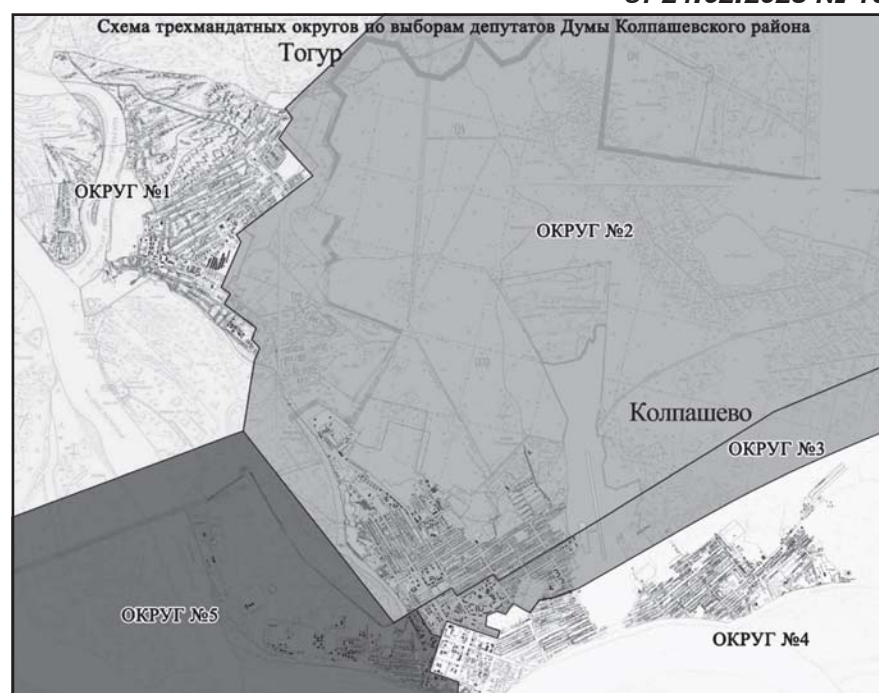 Схема трехмандатных округов по выборам депутатов Думы Колпашевского района
Тогур
ОКРУГ №1
ОКРУГ №2
Колпашево
ОКРУГ №3
ОКРУГ №5
ОКРУГ №4